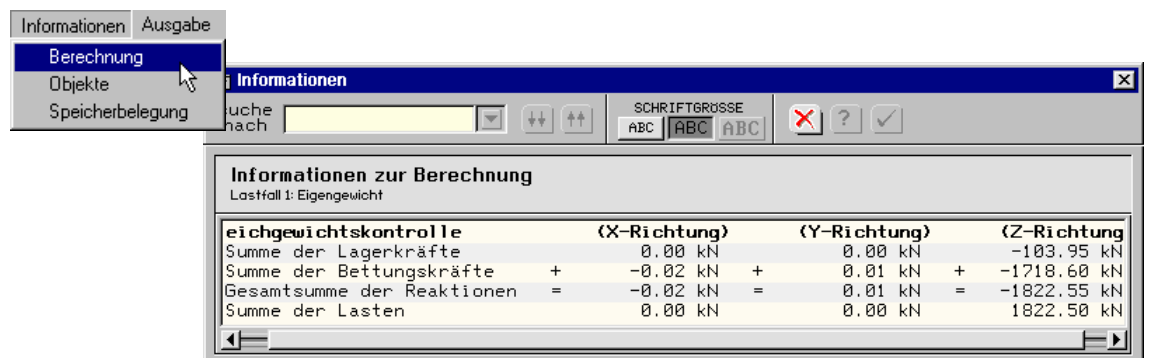 Informationen Ausgabe
Berechnung
Objekte
Speicherbelegung
Informationen
suche
nach
SCHRIFTGRÖSSE
ABC ABC ABC
?
Informationen zur Berechnung
Lastfall 1: Eigengewicht
eichgewichtskontrolle (X-Richtung) (Y-Richtung) (Z-Richtung
Summe der Lagerkräfte 0.00 kN 0.00 kN -103.95 kN
Summe der Bettungskräfte + -0.02 kN + 0.01 kN + -1718.60 kN
Gesamtsumme der Reaktionen = -0.02 kN = 0.01 kN = -1822.55 kN
Summe der Lasten 0.00 kN 0.00 kN 1822.50 kN